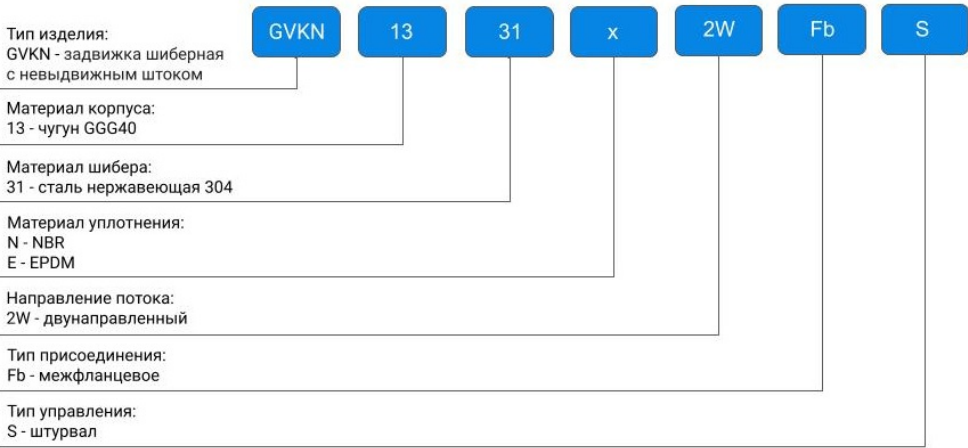 GVKN 13 31 x 2W Fb S
Тип изделия:
GVKN - задвижка шиберная
с невыдвижным штоком
Материал корпуса:
13 - чугун GGG40
Материал шибера:
31 - сталь нержавеющая 304
Материал уплотнения:
N - NBR
E - EPDM
Направление потока:
2W - двунаправленный
Тип присоединения:
Fb - межфланцевое
Тип управления:
S - штурвал